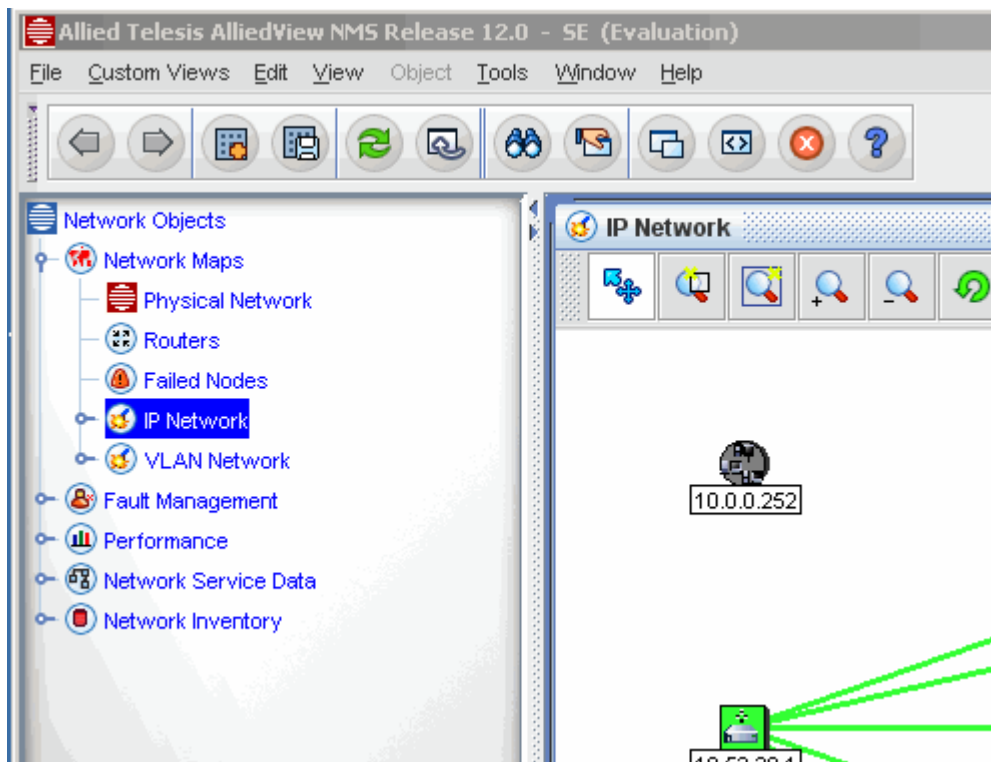 Allied Telesis AlliedView NMS Release 12.0 - SE (Evaluation)
File Custom Views Edit View Object Tools Window Help
Network Objects
Network Maps
Physical Network
Routers
Failed Nodes
IP Network
VLAN Network
Fault Management
Performance
Network Service Data
Network Inventory
IP Network
10.0.0.252